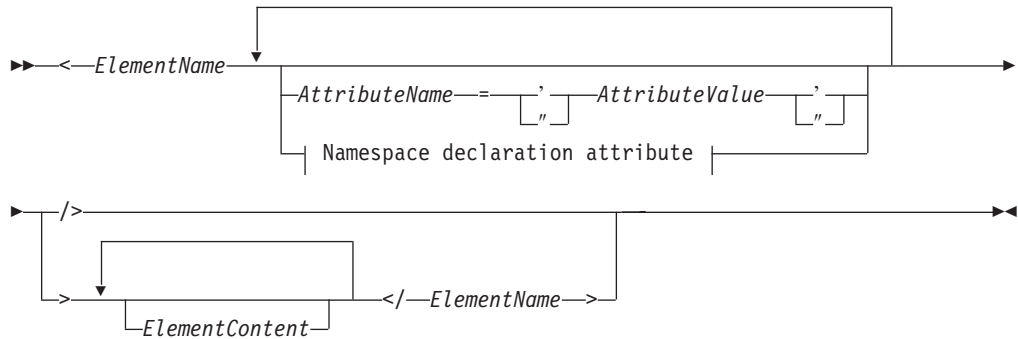 < ElementName
AttributeName = ' AttributeValue '
" "
Namespace declaration attribute
/>
> </ ElementName >
ElementContent